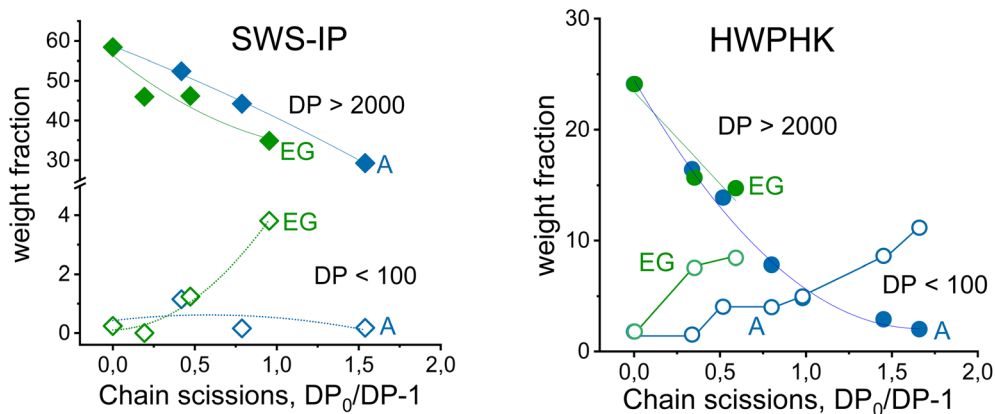 SWS-IP
weight fraction
60
50
40
30
4
2
0
DP > 2000
EG
A
EG
DP < 100
A
0,0 0,5 1,0 1,5 2,0
Chain scissions, DP₀/DP-1
HWPHK
weight fraction
30
20
10
0
DP > 2000
EG
EG
DP < 100
A
A
0,0 0,5 1,0 1,5 2,0
Chain scissions, DP₀/DP-1